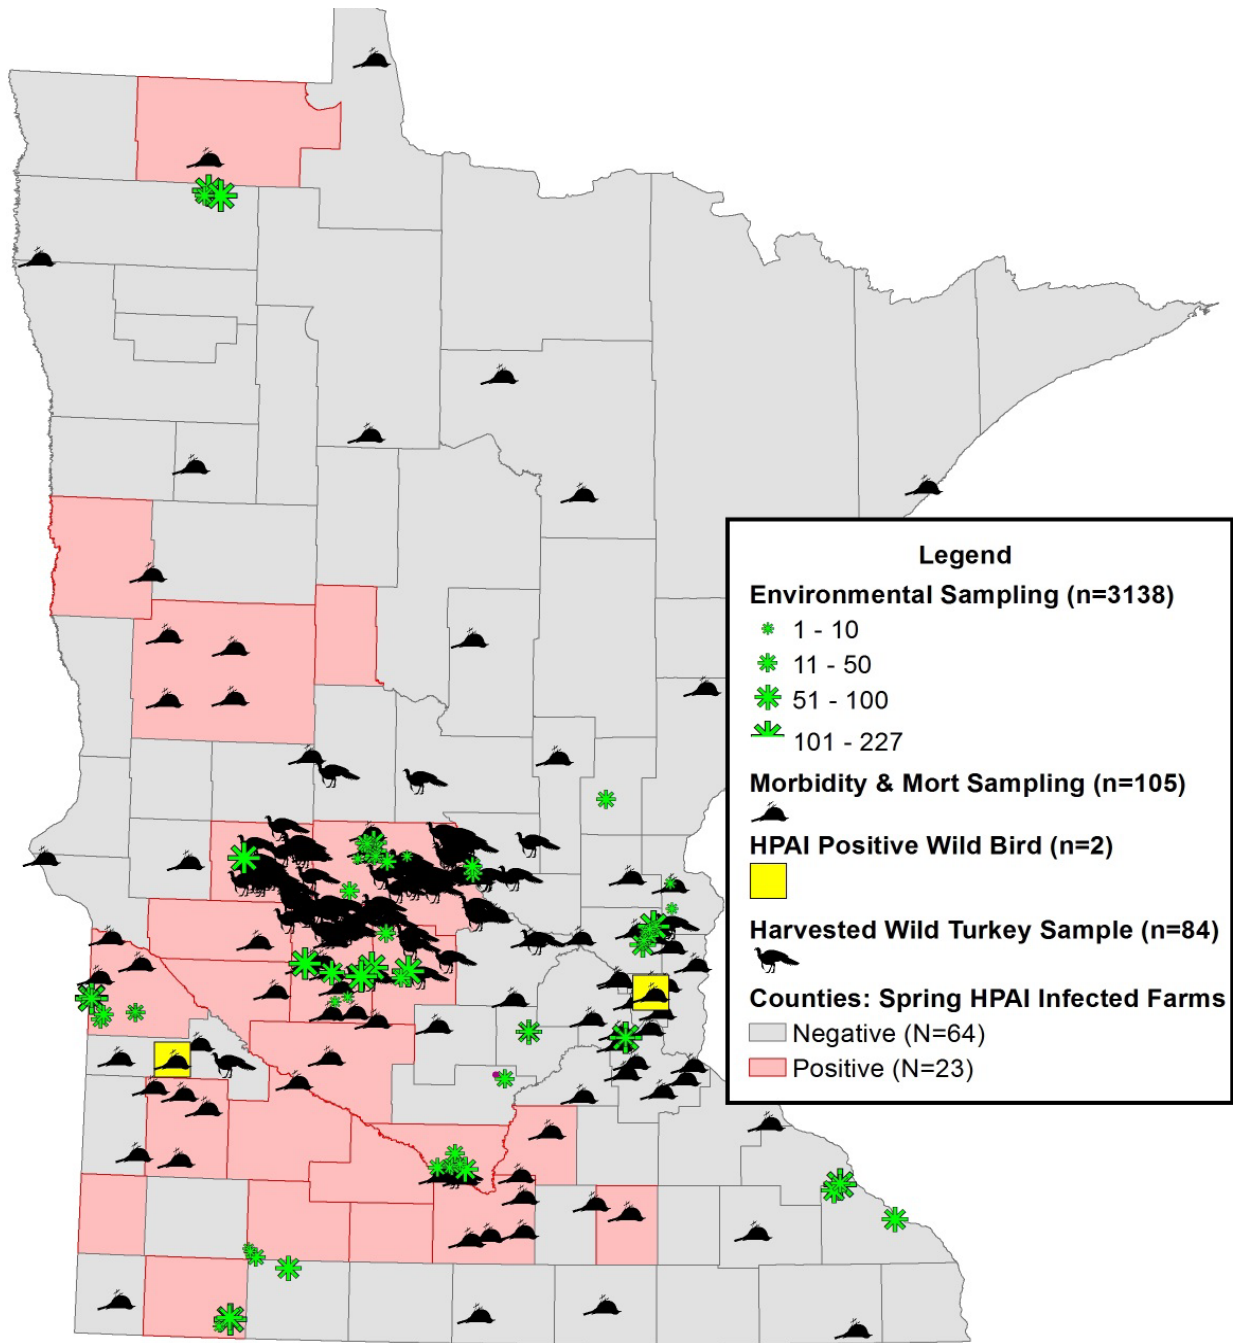 Legend
Environmental Sampling (n=3138)
1 - 10
11 - 50
51 - 100
101 - 227
Morbidity & Mort Sampling (n=105)
HPAI Positive Wild Bird (n=2)
Harvested Wild Turkey Sample (n=84)
Counties: Spring HPAI Infected Farms
Negative (N=64)
Positive (N=23)